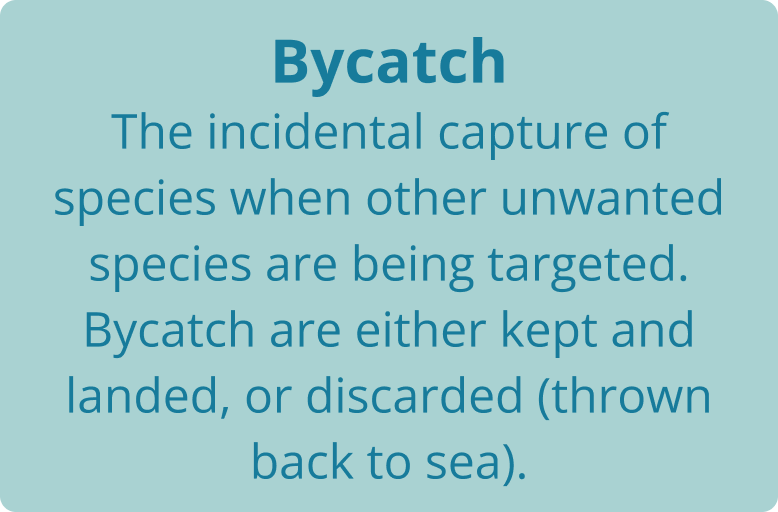 Bycatch
The incidental capture of
species when other unwanted
species are being targeted.
Bycatch are either kept and
landed, or discarded (thrown
back to sea).